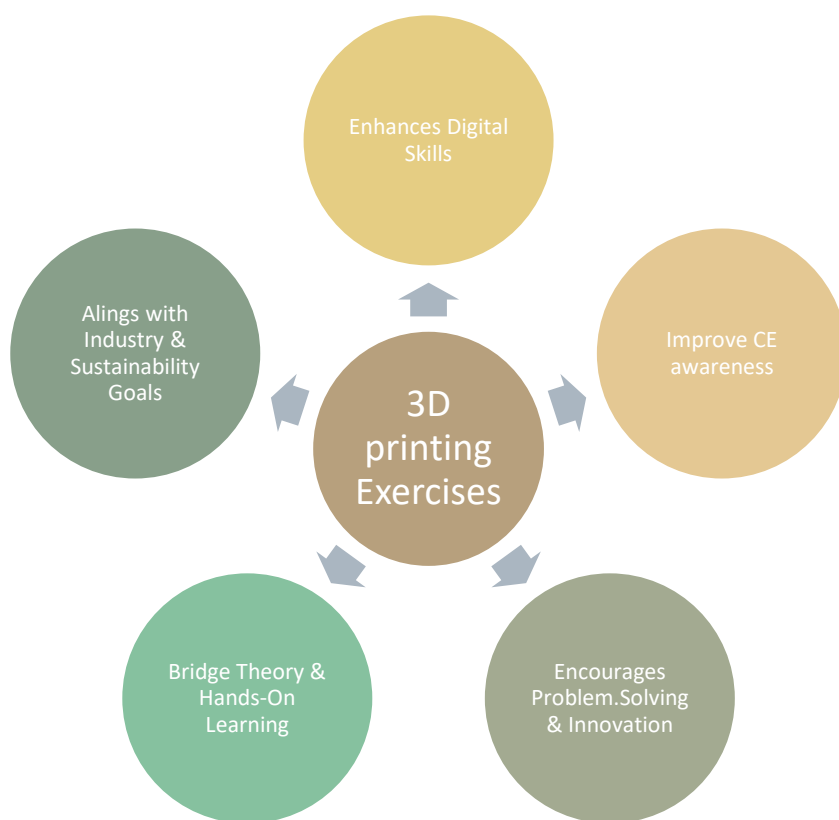 Enhances Digital
Skills
Alings with
Industry &
Sustainability
Goals
Improve CE
awareness
3D
printing
Exercises
Bridge Theory &
Hands-On
Learning
Encourages
Problem.Solving
& Innovation